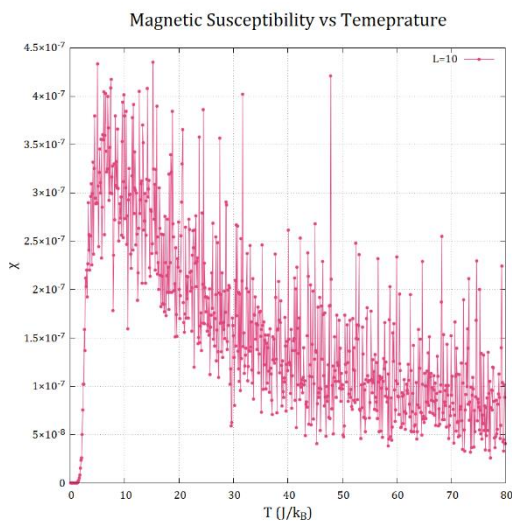 Magnetic Susceptibility vs Temeprature
4.5×10⁻⁷
L=10
4×10⁻⁷
3.5×10⁻⁷
3×10⁻⁷
2.5×10⁻⁷
χ
2×10⁻⁷
1.5×10⁻⁷
1×10⁻⁷
5×10⁻⁸
0
0 10 20 30 40 50 60 70 80
T (J/k_B)